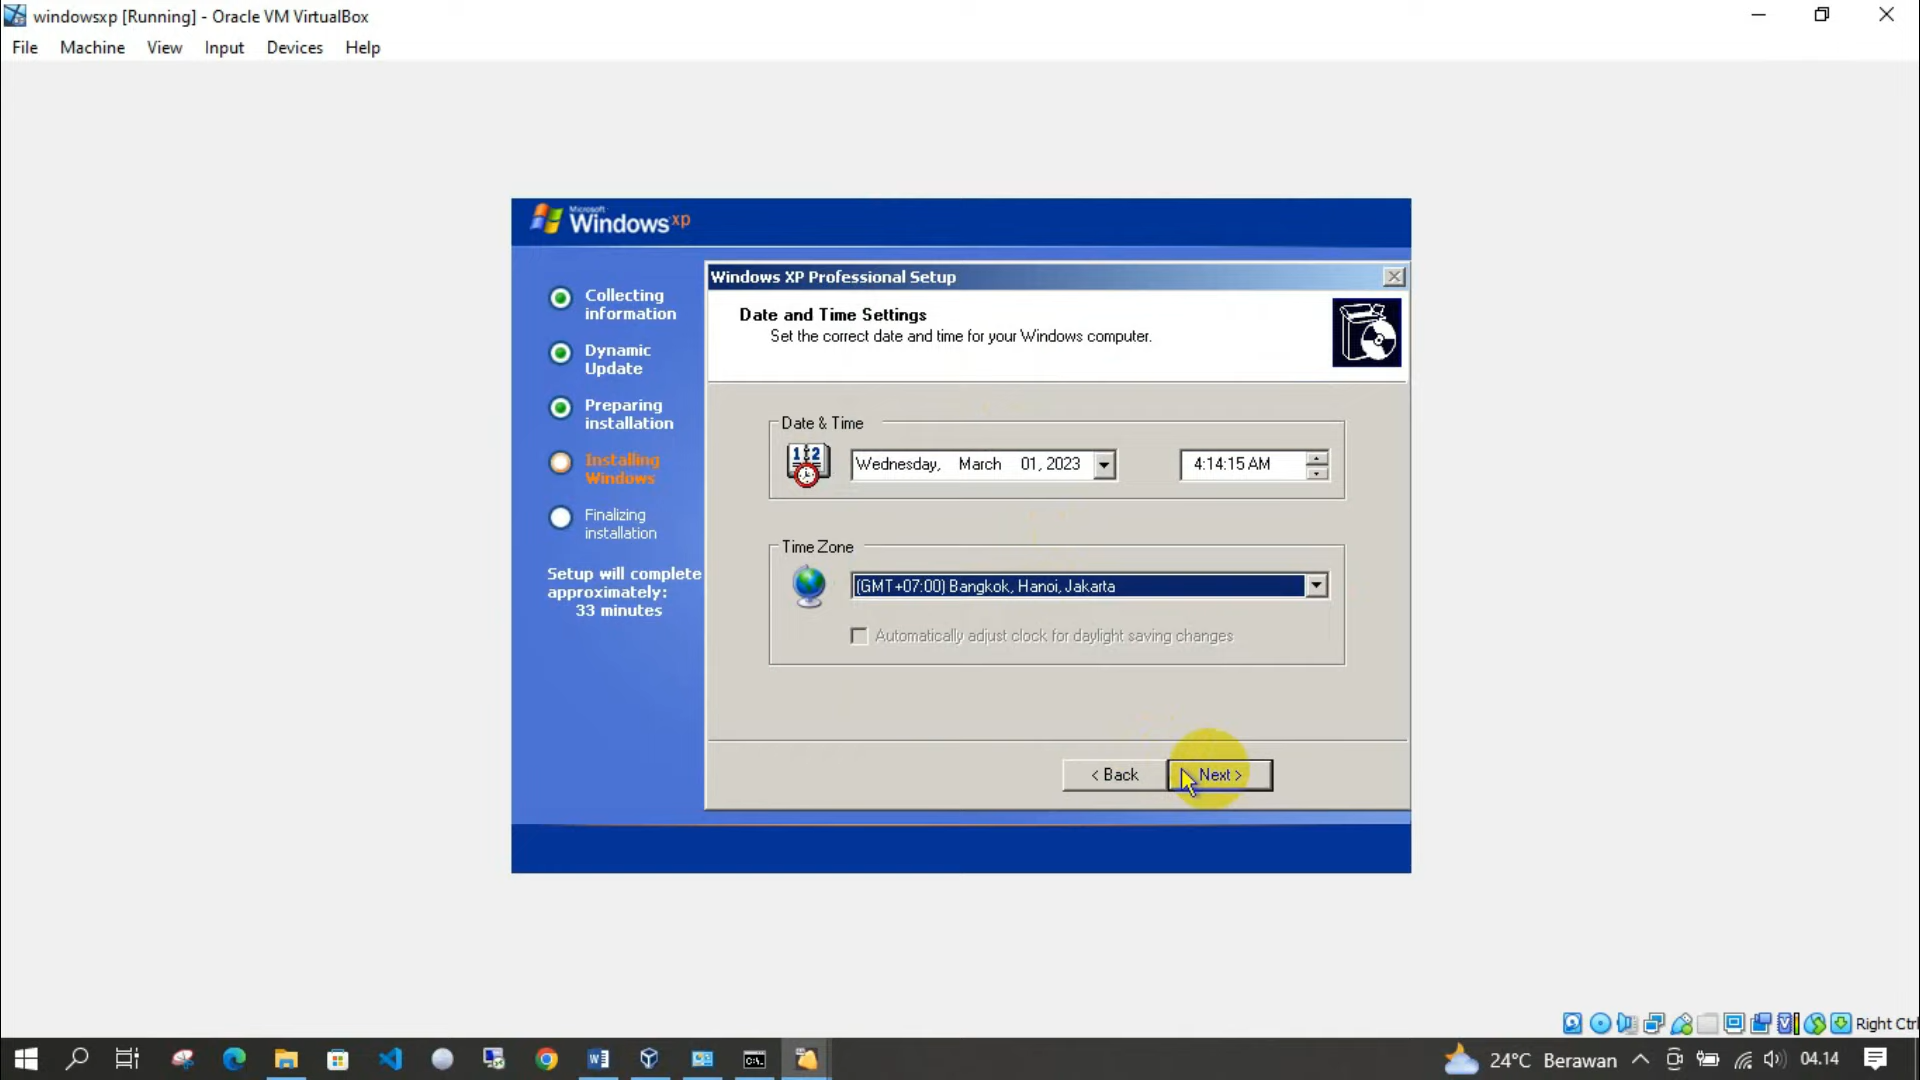 windowsxp [Running] - Oracle VM VirtualBox
File Machine View Input Devices Help
Microsoft
Windows xp
Windows XP Professional Setup
Date and Time Settings
Set the correct date and time for your Windows computer.
Collecting
information
Dynamic
Update
Preparing
installation
Installing
Windows
Finalizing
installation
Setup will complete
approximately:
33 minutes
Date & Time
Wednesday, March 01, 2023
4:14:15 AM
Time Zone
(GMT+07:00) Bangkok, Hanoi, Jakarta
Automatically adjust clock for daylight saving changes
< Back
Next >
Right Ctrl
24°C Berawan
04.14